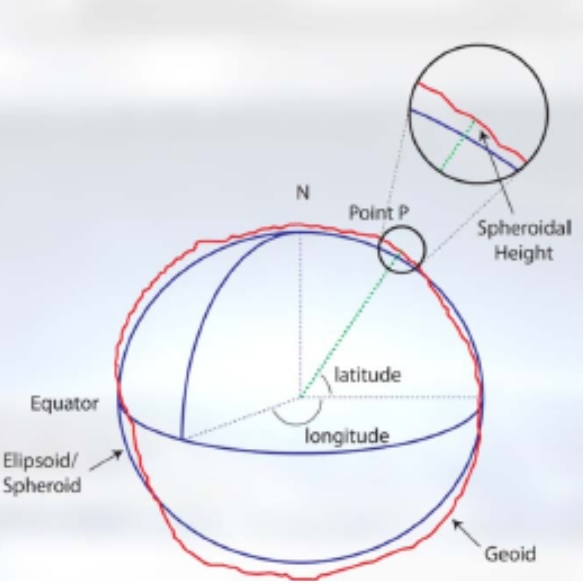 N
Point P
Spheroidal
Height
latitude
Equator
longitude
Elipsoid/
Spheroid
Geoid